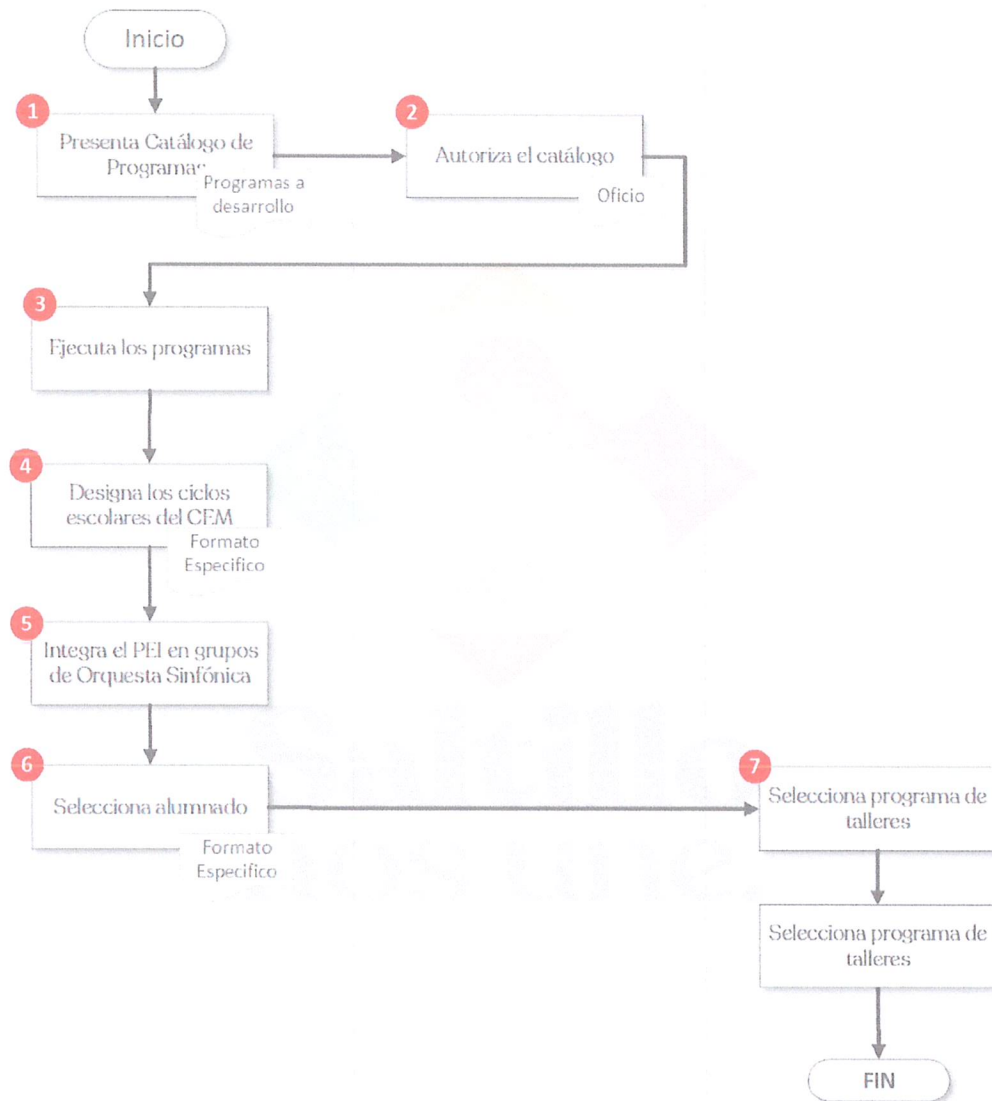 Inicio
1
Presenta Catálogo de
Programas
Programas a
desarrollo
2
Autoriza el catálogo
Oficio
3
Ejecuta los programas
4
Designa los ciclos
escolares del CEM
Formato
Especifico
5
Integra el PEI en grupos
de Orquesta Sinfónica
6
Selecciona alumnado
Formato
Especifico
7
Selecciona programa de
talleres
Selecciona programa de
talleres
FIN